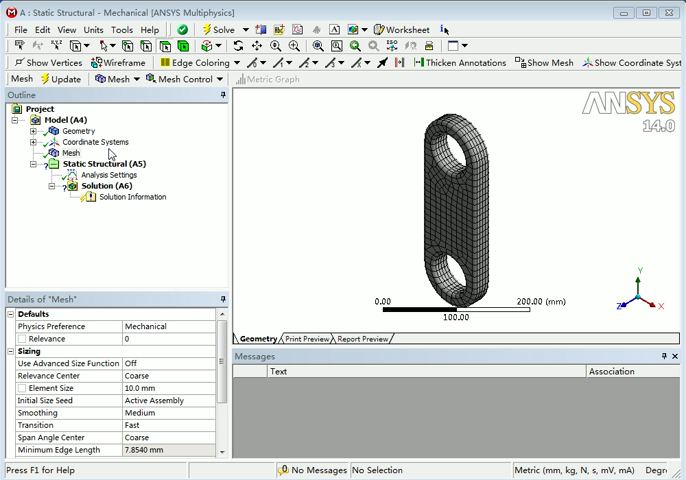 A : Static Structural - Mechanical [ANSYS Multiphysics]
File Edit View Units Tools Help Solve Worksheet
Show Vertices Wireframe Edge Coloring Thicken Annotations Show Mesh Show Coordinate Syst
Mesh Update Mesh Mesh Control Metric Graph
Outline
Project
Model (A4)
Geometry
Coordinate Systems
Mesh
Static Structural (A5)
Analysis Settings
Solution (A6)
Solution Information
ANSYS
14.0
Y
Z X
0.00 200.00 (mm)
100.00
Details of "Mesh"
Defaults
Physics Preference Mechanical
Relevance 0
Sizing
Use Advanced Size Function Off
Relevance Center Coarse
Element Size 10.0 mm
Initial Size Seed Active Assembly
Smoothing Medium
Transition Fast
Span Angle Center Coarse
Minimum Edge Length 7.8540 mm
Geometry Print Preview Report Preview
Messages
Text Association
Press F1 for Help No Messages No Selection Metric (mm, kg, N, s, mV, mA) Degre